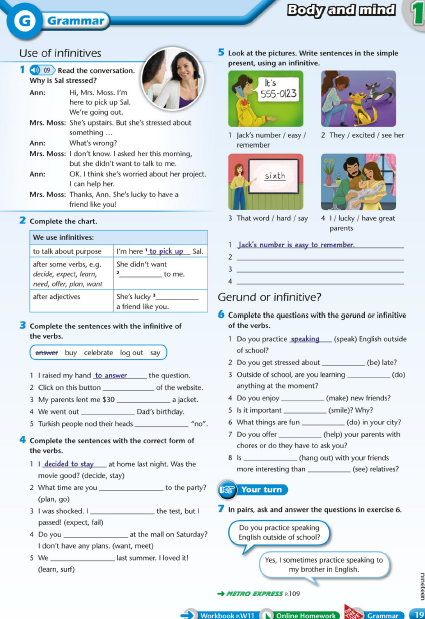 G Grammar
Body and mind 1
Use of infinitives
1 09 Read the conversation.
Why is Sal stressed?
Ann: Hi, Mrs. Moss. I'm
here to pick up Sal.
We're going out.
Mrs. Moss: She's upstairs. But she's stressed about
something ...
Ann: What's wrong?
Mrs. Moss: I don't know. I asked her this morning,
but she didn't want to talk to me.
Ann: OK. I think she's worried about her project.
I can help her.
Mrs. Moss: Thanks, Ann. She's lucky to have a
friend like you!
2 Complete the chart.
We use infinitives:
to talk about purpose I'm here ¹ to pick up Sal.
after some verbs, e.g. She didn't want
decide, expect, learn, ² ____________ to me.
need, offer, plan, want
after adjectives She's lucky ³ ____________
a friend like you.
3 Complete the sentences with the infinitive of
the verbs.
answer buy celebrate log out say
1 I raised my hand to answer the question.
2 Click on this button ____________ of the website.
3 My parents lent me $30 ____________ a jacket.
4 We went out ____________ Dad's birthday.
5 Turkish people nod their heads ____________ "no".
4 Complete the sentences with the correct form of
the verbs.
1 I decided to stay at home last night. Was the
movie good? (decide, stay)
2 What time are you ____________ to the party?
(plan, go)
3 I was shocked. I ____________ the test, but I
passed! (expect, fail)
4 Do you ____________ at the mall on Saturday?
I don't have any plans. (want, meet)
5 We ____________ last summer. I loved it!
(learn, surf)
5 Look at the pictures. Write sentences in the simple
present, using an infinitive.
It's
555-0123
1 Jack's number / easy /
remember
2 They / excited / see her
sixth
3 That word / hard / say
4 I / lucky / have great
parents
1 Jack's number is easy to remember.
2 ____________
3 ____________
4 ____________
Gerund or infinitive?
6 Complete the questions with the gerund or infinitive
of the verbs.
1 Do you practice speaking (speak) English outside
of school?
2 Do you get stressed about ____________ (be) late?
3 Outside of school, are you learning ____________ (do)
anything at the moment?
4 Do you enjoy ____________ (make) new friends?
5 Is it important ____________ (smile)? Why?
6 What things are fun ____________ (do) in your city?
7 Do you offer ____________ (help) your parents with
chores or do they have to ask you?
8 Is ____________ (hang out) with your friends
more interesting than ____________ (see) relatives?
Your turn
7 In pairs, ask and answer the questions in exercise 6.
Do you practice speaking
English outside of school?
Yes, I sometimes practice speaking to
my brother in English.
METRO EXPRESS P.109
nineteen
Workbook P.W11 Online Homework Grammar 19